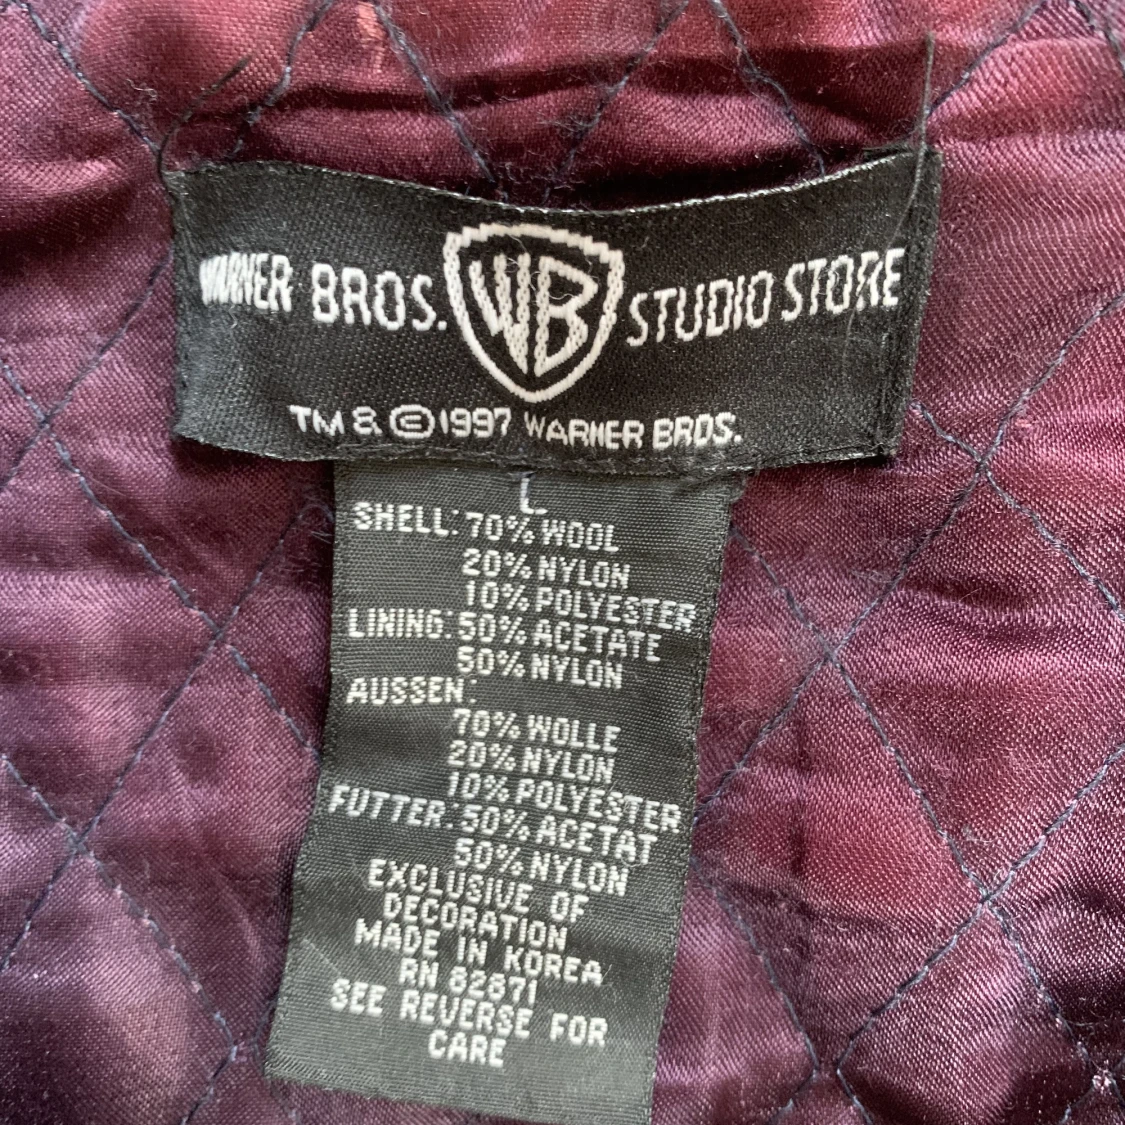 WARNER BROS. WB STUDIO STORE
TM & © 1997 WARNER BROS.
L
SHELL: 70% WOOL
20% NYLON
10% POLYESTER
LINING: 50% ACETATE
50% NYLON
AUSSEN:
70% WOLLE
20% NYLON
10% POLYESTER
FUTTER: 50% ACETAT
50% NYLON
EXCLUSIVE OF
DECORATION
MADE IN KOREA
RN 82871
SEE REVERSE FOR
CARE